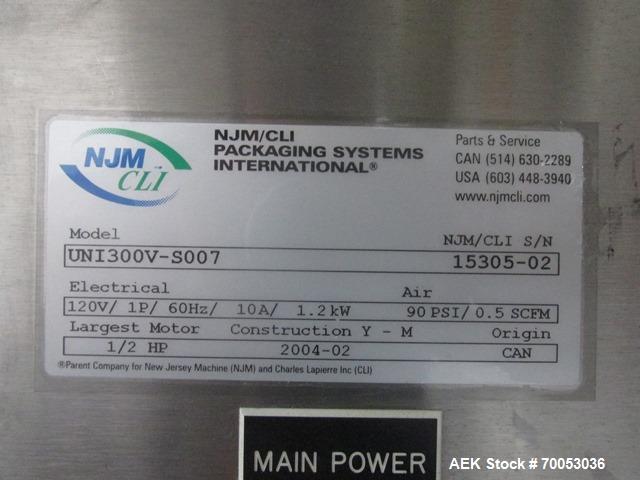 NJM
CLI
NJM/CLI
PACKAGING SYSTEMS
INTERNATIONAL®
Parts & Service
CAN (514) 630-2289
USA (603) 448-3940
www.njmcli.com
Model NJM/CLI S/N
UNI300V-S007 15305-02
Electrical Air
120V/ 1P/ 60Hz/ 10A/ 1.2kW 90 PSI/ 0.5 SCFM
Largest Motor Construction Y - M Origin
1/2 HP 2004-02 CAN
®Parent Company for New Jersey Machine (NJM) and Charles Lapierre Inc (CLI)
MAIN POWER
AEK Stock # 70053036